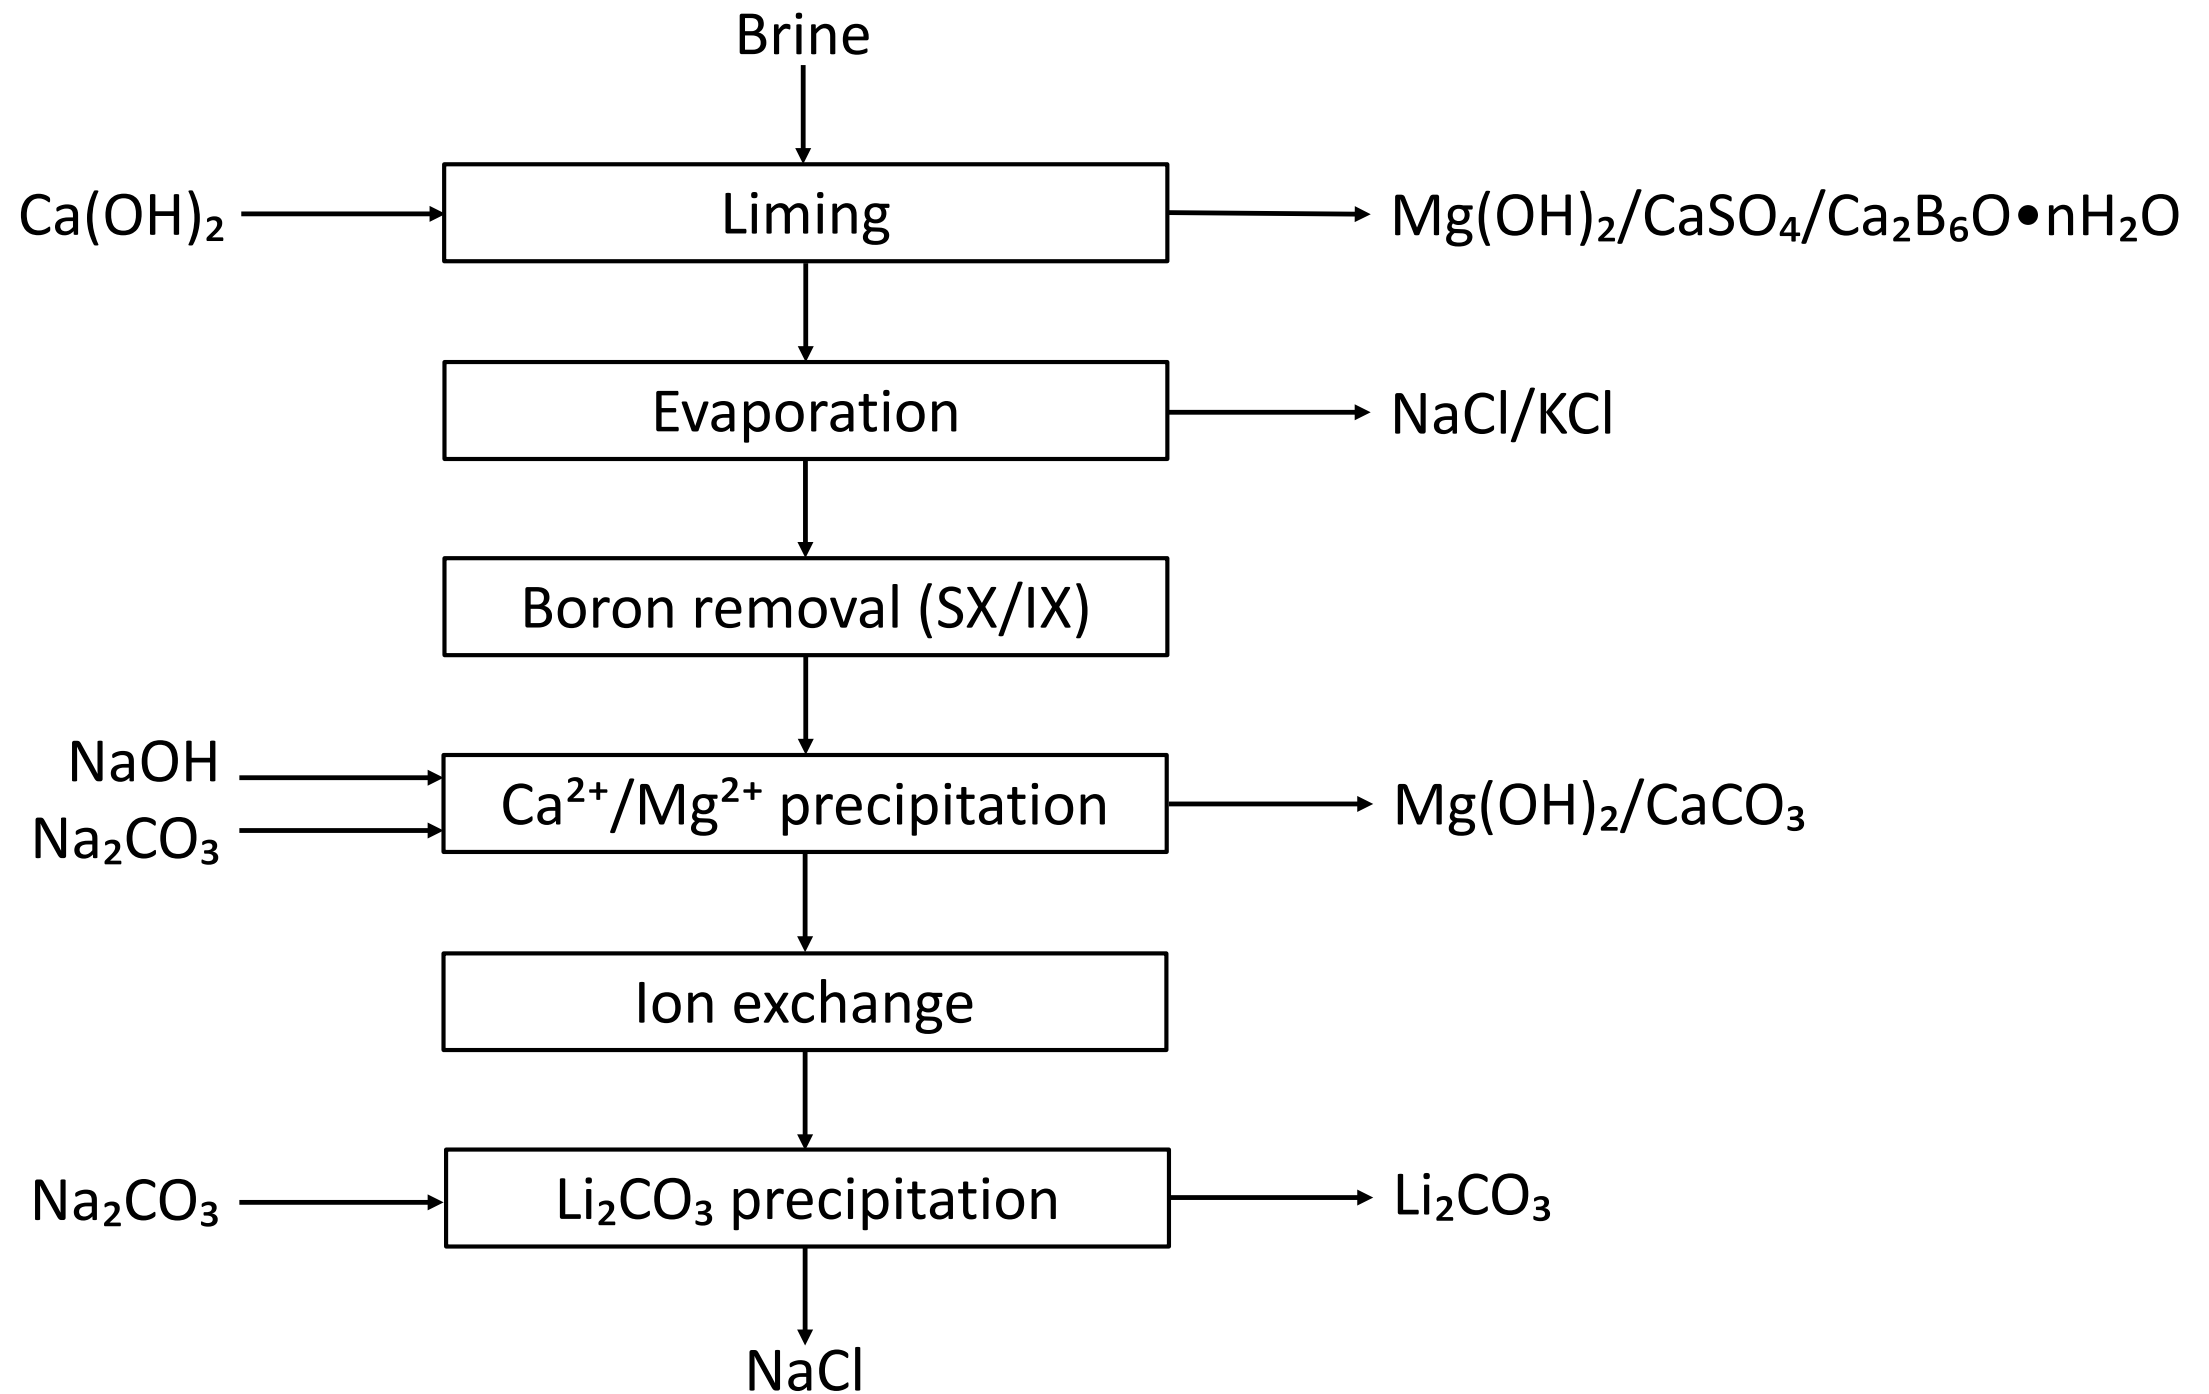 Brine
Ca(OH)₂
Liming
Mg(OH)₂/CaSO₄/Ca₂B₆O•nH₂O
Evaporation
NaCl/KCl
Boron removal (SX/IX)
NaOH
Na₂CO₃
Ca²⁺/Mg²⁺ precipitation
Mg(OH)₂/CaCO₃
Ion exchange
Na₂CO₃
Li₂CO₃ precipitation
Li₂CO₃
NaCl